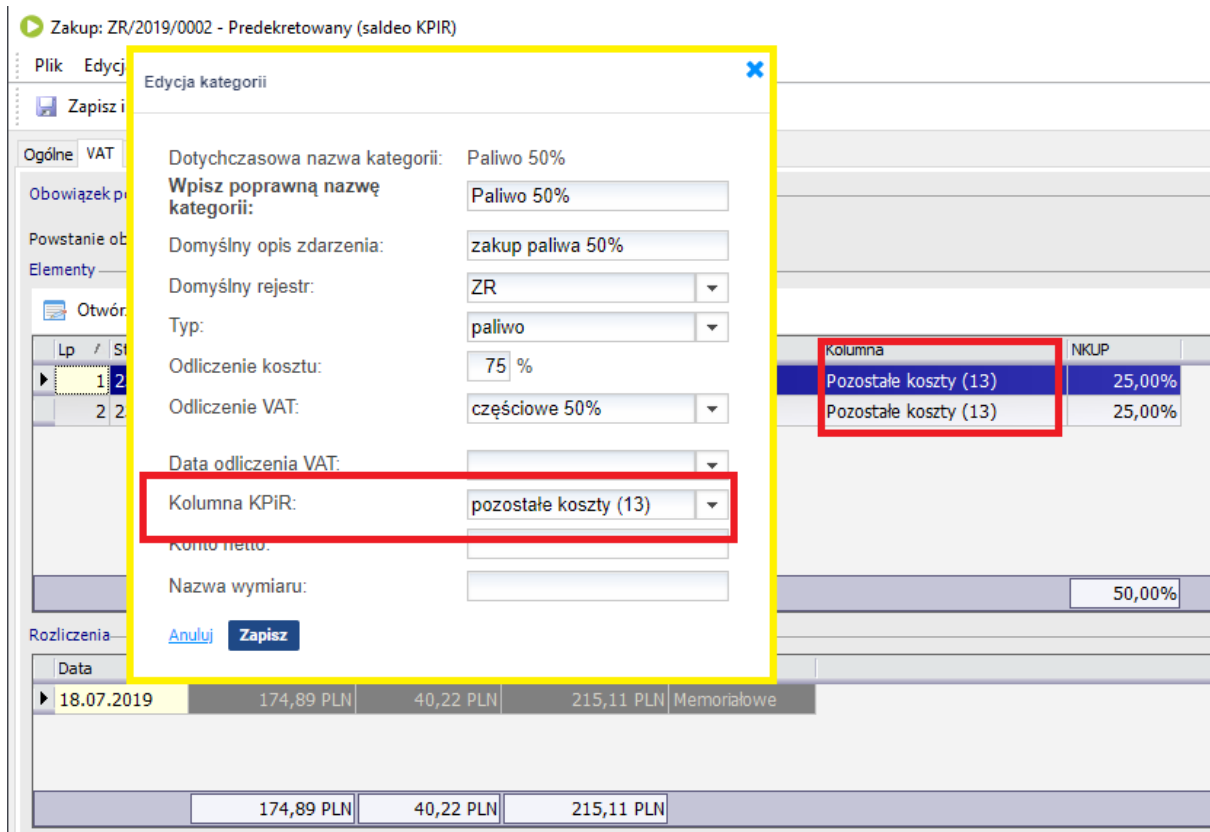 Zakup: ZR/2019/0002 - Predekretowany (saldeo KPIR)
Plik Edycj
Zapisz i
Ogólne VAT
Obowiązek p
Powstanie ob
Elementy
Otwór
Edycja kategorii
Dotychczasowa nazwa kategorii: Paliwo 50%
Wpisz poprawną nazwę
kategorii: Paliwo 50%
Domyślny opis zdarzenia: zakup paliwa 50%
Domyślny rejestr: ZR
Typ: paliwo
Odliczenie kosztu: 75 %
Odliczenie VAT: częściowe 50%
Data odliczenia VAT:
Kolumna KPiR: pozostałe koszty (13)
Konto netto:
Nazwa wymiaru:
Anuluj Zapisz
Lp / St Kolumna NKUP
1 2 Pozostałe koszty (13) 25,00%
2 2 Pozostałe koszty (13) 25,00%
50,00%
Rozliczenia
Data
18.07.2019 174,89 PLN 40,22 PLN 215,11 PLN Memoriałowe
174,89 PLN 40,22 PLN 215,11 PLN